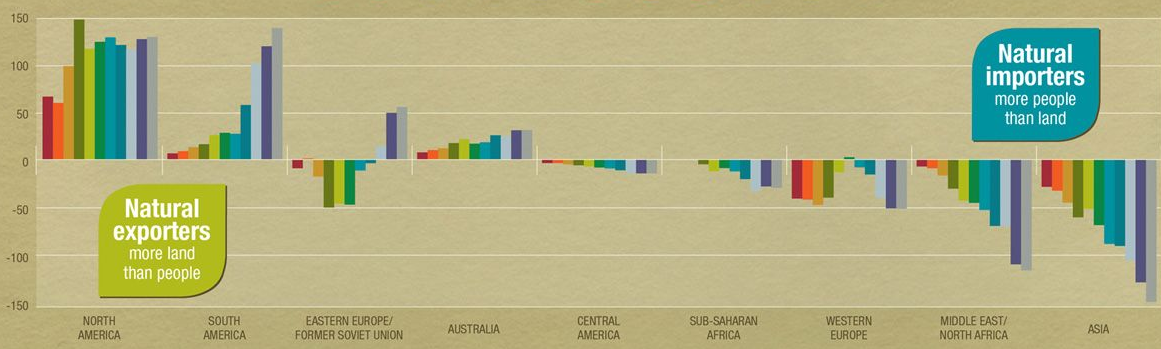 150
100
50
0
-50
-100
-150
Natural
exporters
more land
than people
Natural
importers
more people
than land
NORTH
AMERICA
SOUTH
AMERICA
EASTERN EUROPE/
FORMER SOVIET UNION
AUSTRALIA
CENTRAL
AMERICA
SUB-SAHARAN
AFRICA
WESTERN
EUROPE
MIDDLE EAST/
NORTH AFRICA
ASIA